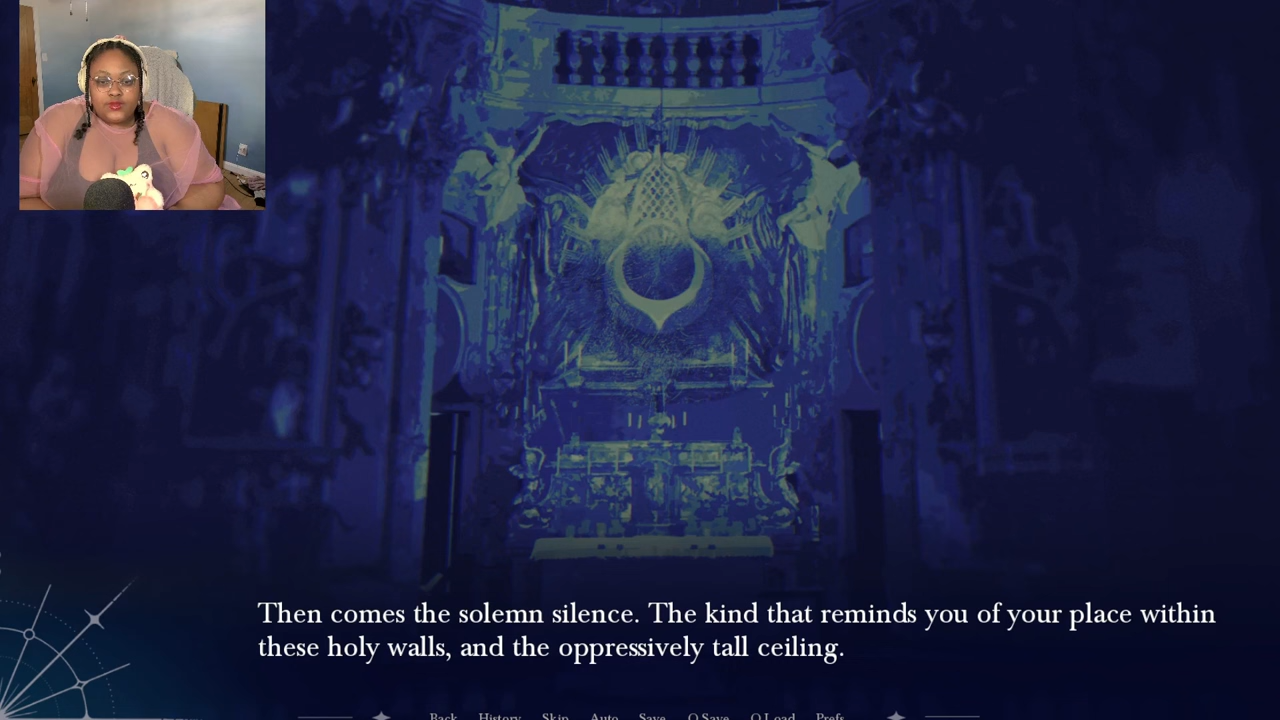 Then comes the solemn silence. The kind that reminds you of your place within
these holy walls, and the oppressively tall ceiling.
Back History Skip Auto Save Q.Save Q.Load Prefs